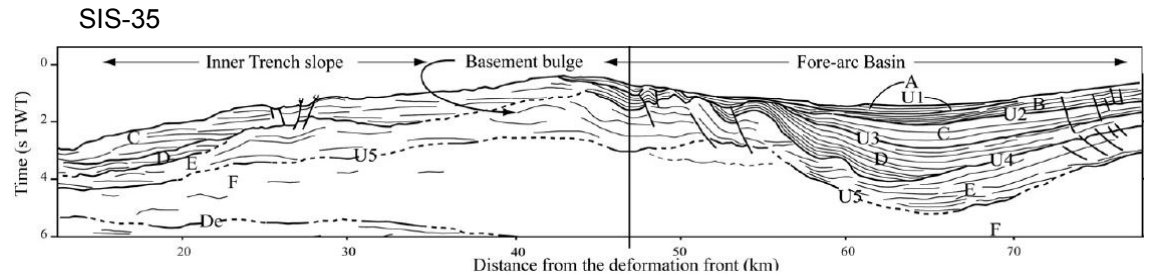 SIS-35
Inner Trench slope
Basement bulge
Fore-arc Basin
A
U1
U2
B
C
U3
C
D
D
E
U5
U4
F
U5
E
De
F
Time (s TWT)
0
2
4
6
20
30
40
50
60
70
Distance from the deformation front (km)